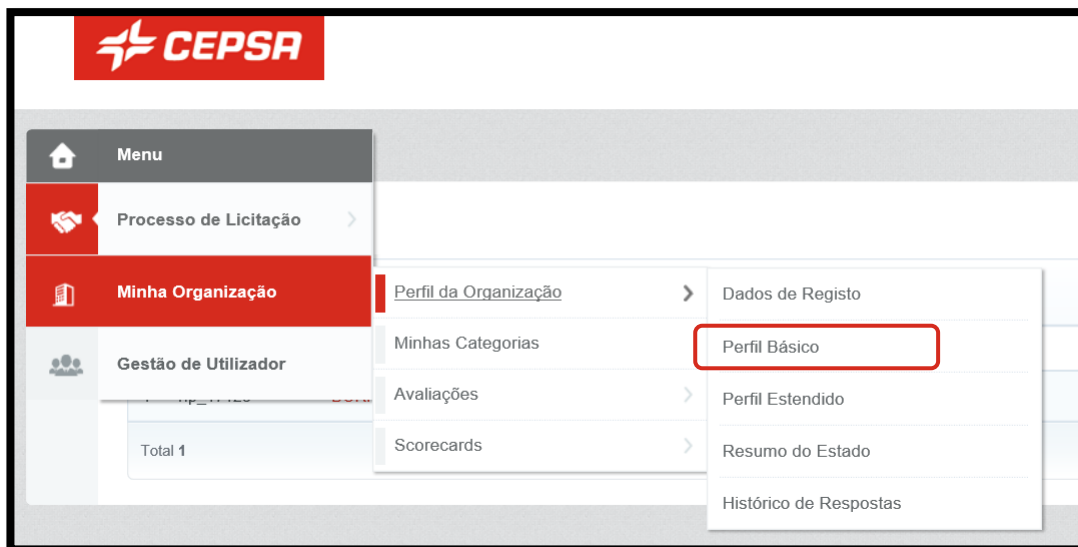 CEPSA
Menu
Processo de Licitação
Minha Organização
Gestão de Utilizador
Perfil da Organização
Minhas Categorias
Avaliações
Scorecards
Dados de Registo
Perfil Básico
Perfil Estendido
Resumo do Estado
Histórico de Respostas
Total 1